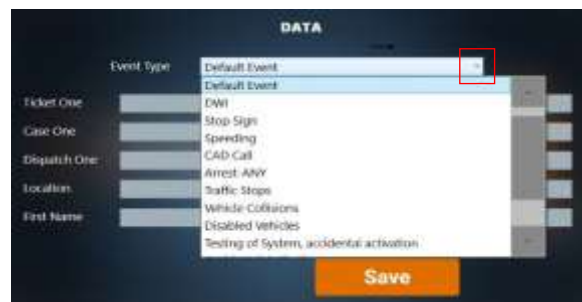 DATA
Event Type
Default Event
Default Event
DWI
Stop Sign
Speeding
CAD Call
Arrest ANY
Traffic Stops
Vehicle Collisions
Disabled Vehicles
Testing of System, accidental activation
Ticket One
Case One
Dispatch One
Location
First Name
Save